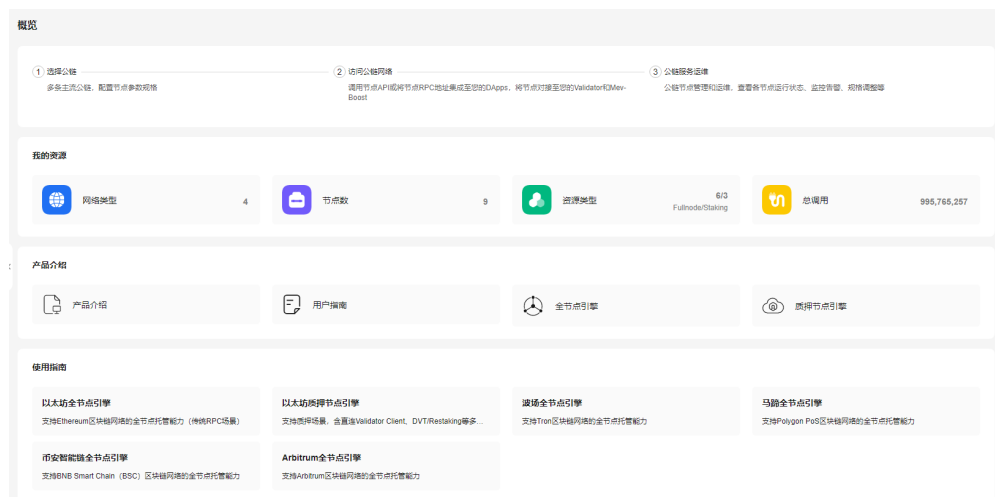 概览
1 选择公链
多条主流公链，配置节点参数规格
2 访问公链网络
调用节点API或将节点RPC地址集成至您的DApps，将节点对接至您的Validator和Mev-
Boost
3 公链服务运维
公链节点管理和运维，查看各节点运行状态、监控告警、规格调整等
我的资源
网络类型 4
节点数 9
资源类型 6/3
Fullnode/Staking
总调用 995,765,257
产品介绍
产品介绍
用户指南
全节点引擎
质押节点引擎
使用指南
以太坊全节点引擎
支持Ethereum区块链网络的全节点托管能力（传统RPC场景）
以太坊质押节点引擎
支持质押场景，含直连Validator Client、DVT/Restaking等多...
波场全节点引擎
支持Tron区块链网络的全节点托管能力
马蹄全节点引擎
支持Polygon PoS区块链网络的全节点托管能力
币安智能链全节点引擎
支持BNB Smart Chain（BSC）区块链网络的全节点托管能力
Arbitrum全节点引擎
支持Arbitrum区块链网络的全节点托管能力